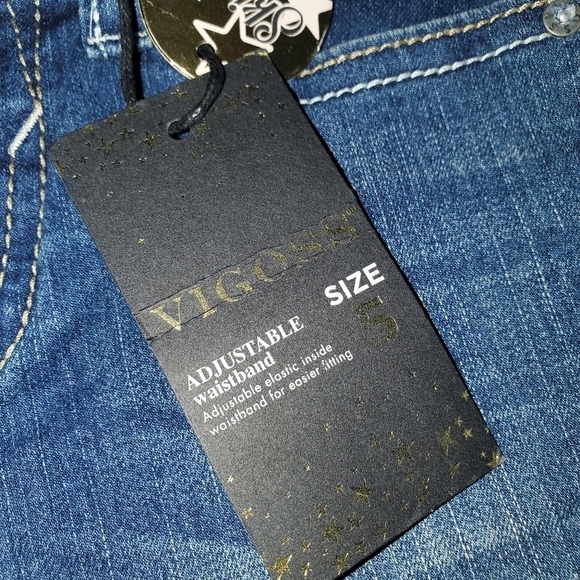 VIGOSS
SIZE
5
ADJUSTABLE
waistband
Adjustable elastic inside
waistband for easier fitting